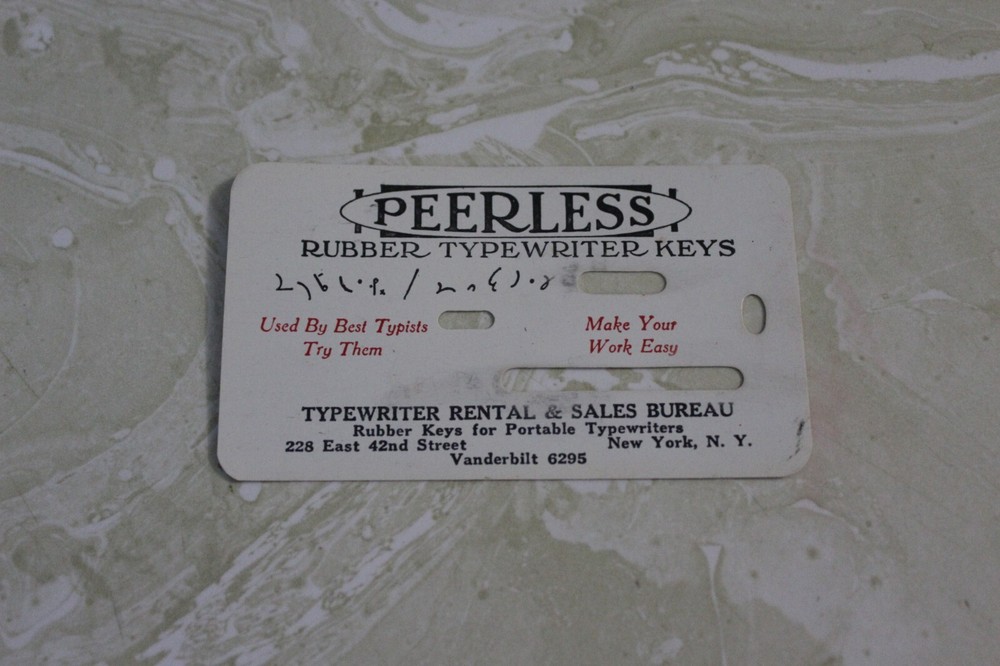 PEERLESS
RUBBER TYPEWRITER KEYS
Used By Best Typists
Try Them
Make Your
Work Easy
TYPEWRITER RENTAL & SALES BUREAU
Rubber Keys for Portable Typewriters
228 East 42nd Street New York, N. Y.
Vanderbilt 6295